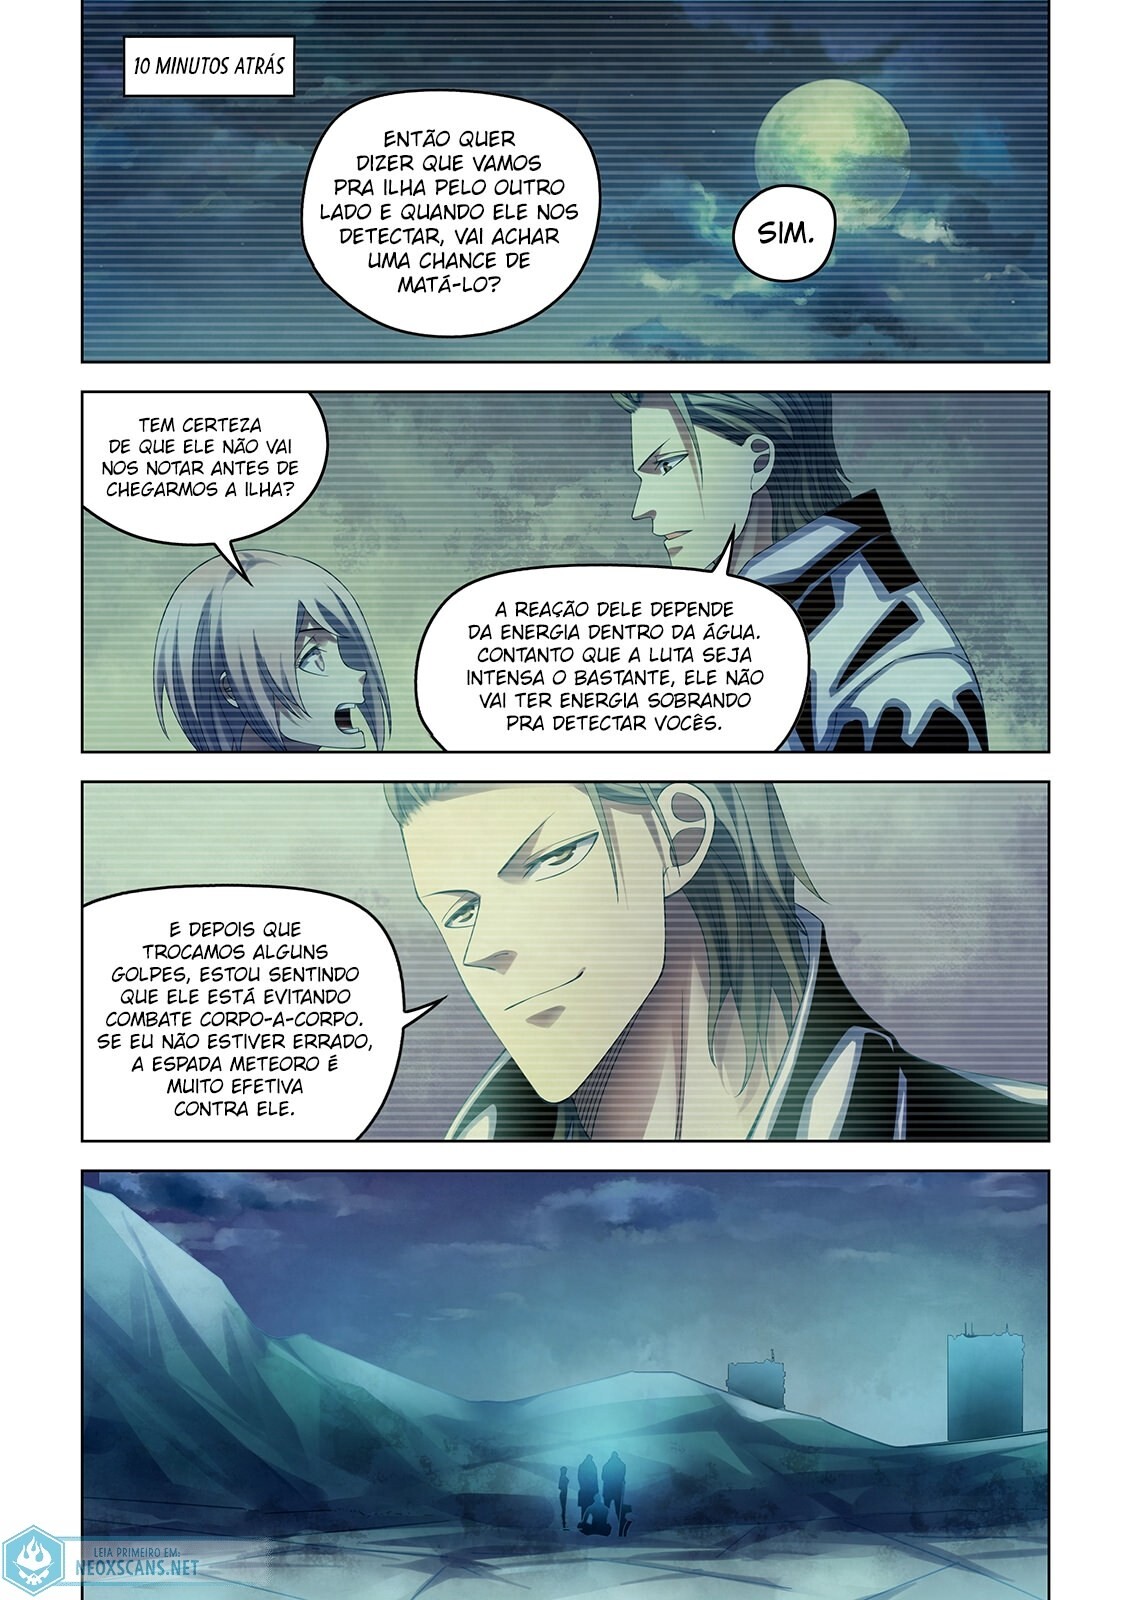 10 MINUTOS ATRÁS
ENTÃO QUER
DIZER QUE VAMOS
PRA ILHA PELO OUTRO
LADO E QUANDO ELE NOS
DETECTAR, VAI ACHAR
UMA CHANCE DE
MATÁ-LO?
SIM.
TEM CERTEZA
DE QUE ELE NÃO VAI
NOS NOTAR ANTES DE
CHEGARMOS A ILHA?
A REAÇÃO DELE DEPENDE
DA ENERGIA DENTRO DA ÁGUA.
CONTANTO QUE A LUTA SEJA
INTENSA O BASTANTE, ELE NÃO
VAI TER ENERGIA SOBRANDO
PRA DETECTAR VOCÊS.
E DEPOIS QUE
TROCAMOS ALGUNS
GOLPES, ESTOU SENTINDO
QUE ELE ESTÁ EVITANDO
COMBATE CORPO-A-CORPO.
SE EU NÃO ESTIVER ERRADO,
A ESPADA METEORO É
MUITO EFETIVA
CONTRA ELE.
LEIA PRIMEIRO EM:
NEOXSCANS.NET